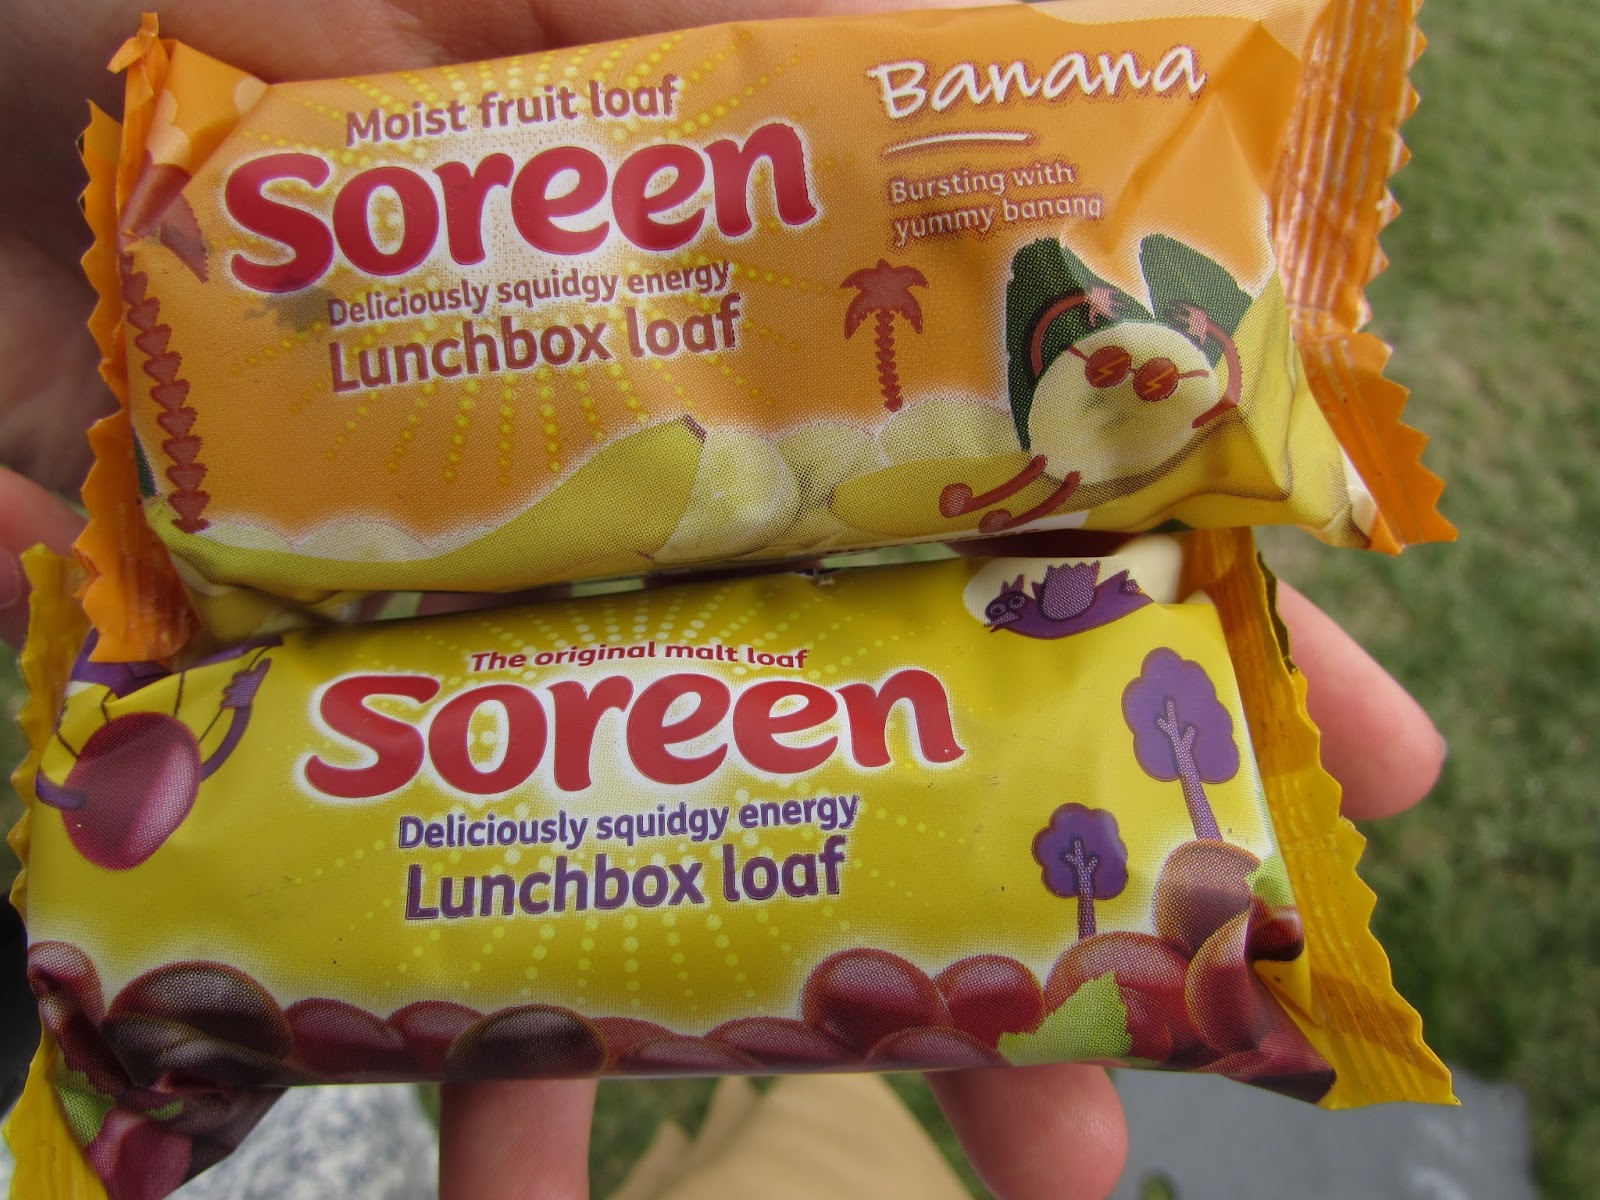 Moist fruit loaf
Soreen
Deliciously squidgy energy
Lunchbox loaf
Banana
Bursting with
yummy banana
The original malt loaf
Soreen
Deliciously squidgy energy
Lunchbox loaf